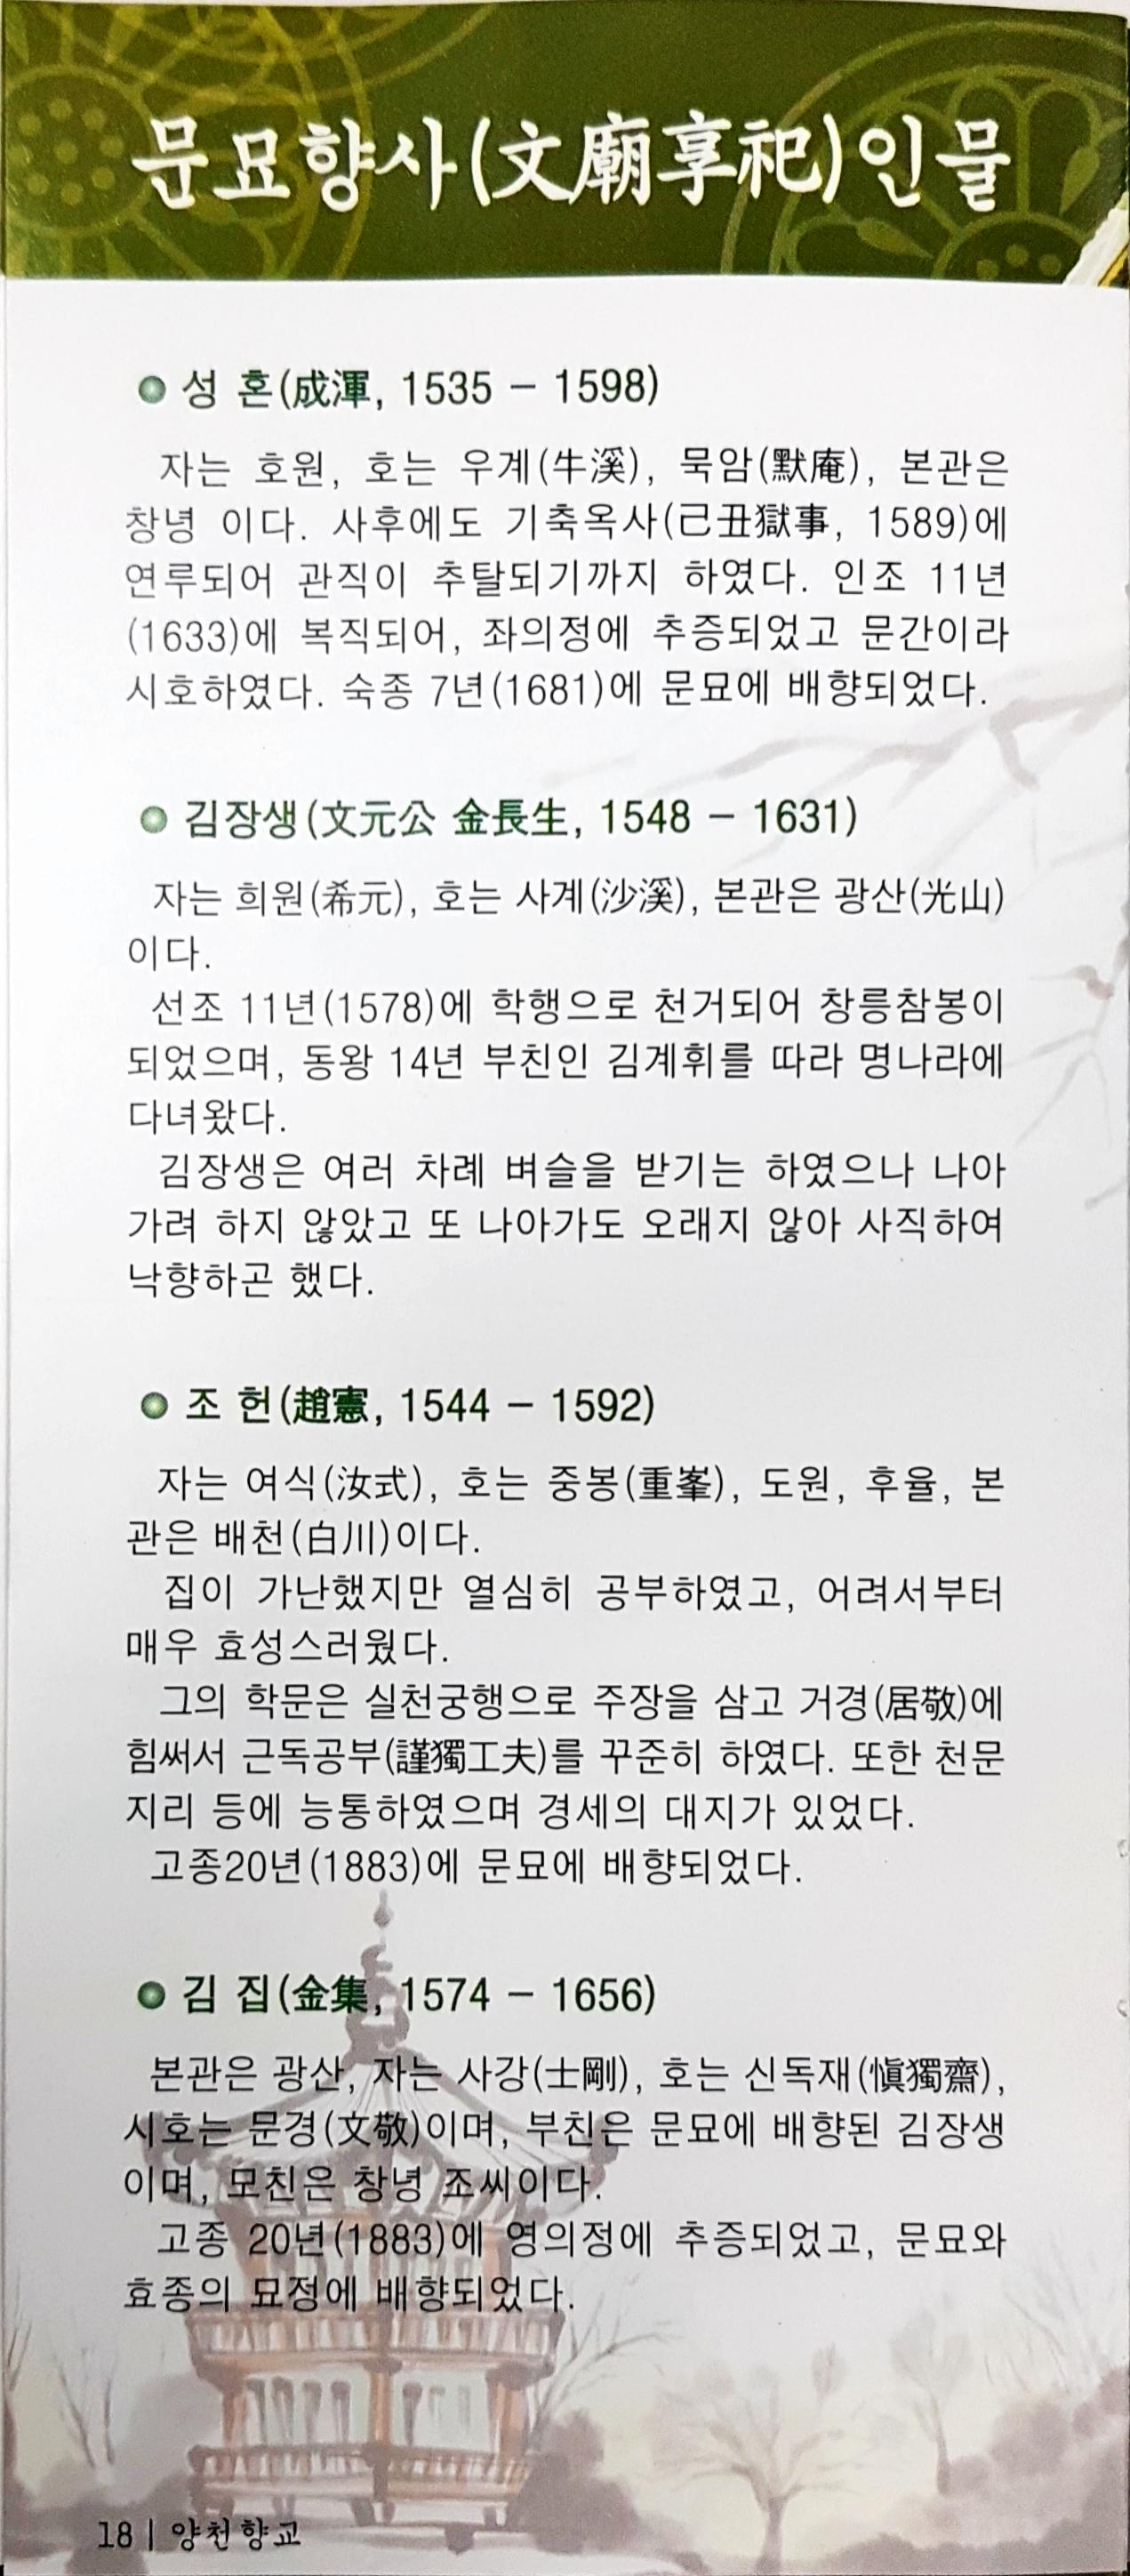 문묘향사(文廟享祀)인물
성 혼(成渾, 1535 - 1598)
자는 호원, 호는 우계(牛溪), 묵암(默庵), 본관은
창녕 이다. 사후에도 기축옥사(己丑獄事, 1589)에
연루되어 관직이 추탈되기까지 하였다. 인조 11년
(1633)에 복직되어, 좌의정에 추증되었고 문간이라
시호하였다. 숙종 7년(1681)에 문묘에 배향되었다.
김장생(文元公 金長生, 1548 - 1631)
자는 희원(希元), 호는 사계(沙溪), 본관은 광산(光山)
이다.
선조 11년(1578)에 학행으로 천거되어 창릉참봉이
되었으며, 동왕 14년 부친인 김계휘를 따라 명나라에
다녀왔다.
김장생은 여러 차례 벼슬을 받기는 하였으나 나아
가려 하지 않았고 또 나아가도 오래지 않아 사직하여
낙향하곤 했다.
조 헌(趙憲, 1544 - 1592)
자는 여식(汝式), 호는 중봉(重峯), 도원, 후율, 본
관은 배천(白川)이다.
집이 가난했지만 열심히 공부하였고, 어려서부터
매우 효성스러웠다.
그의 학문은 실천궁행으로 주장을 삼고 거경(居敬)에
힘써서 근독공부(謹獨工夫)를 꾸준히 하였다. 또한 천문
지리 등에 능통하였으며 경세의 대지가 있었다.
고종20년(1883)에 문묘에 배향되었다.
김 집(金集, 1574 - 1656)
본관은 광산, 자는 사강(士剛), 호는 신독재(愼獨齋),
시호는 문경(文敬)이며, 부친은 문묘에 배향된 김장생
이며, 모친은 창녕 조씨이다.
고종 20년(1883)에 영의정에 추증되었고, 문묘와
효종의 묘정에 배향되었다.
18 | 양천향교